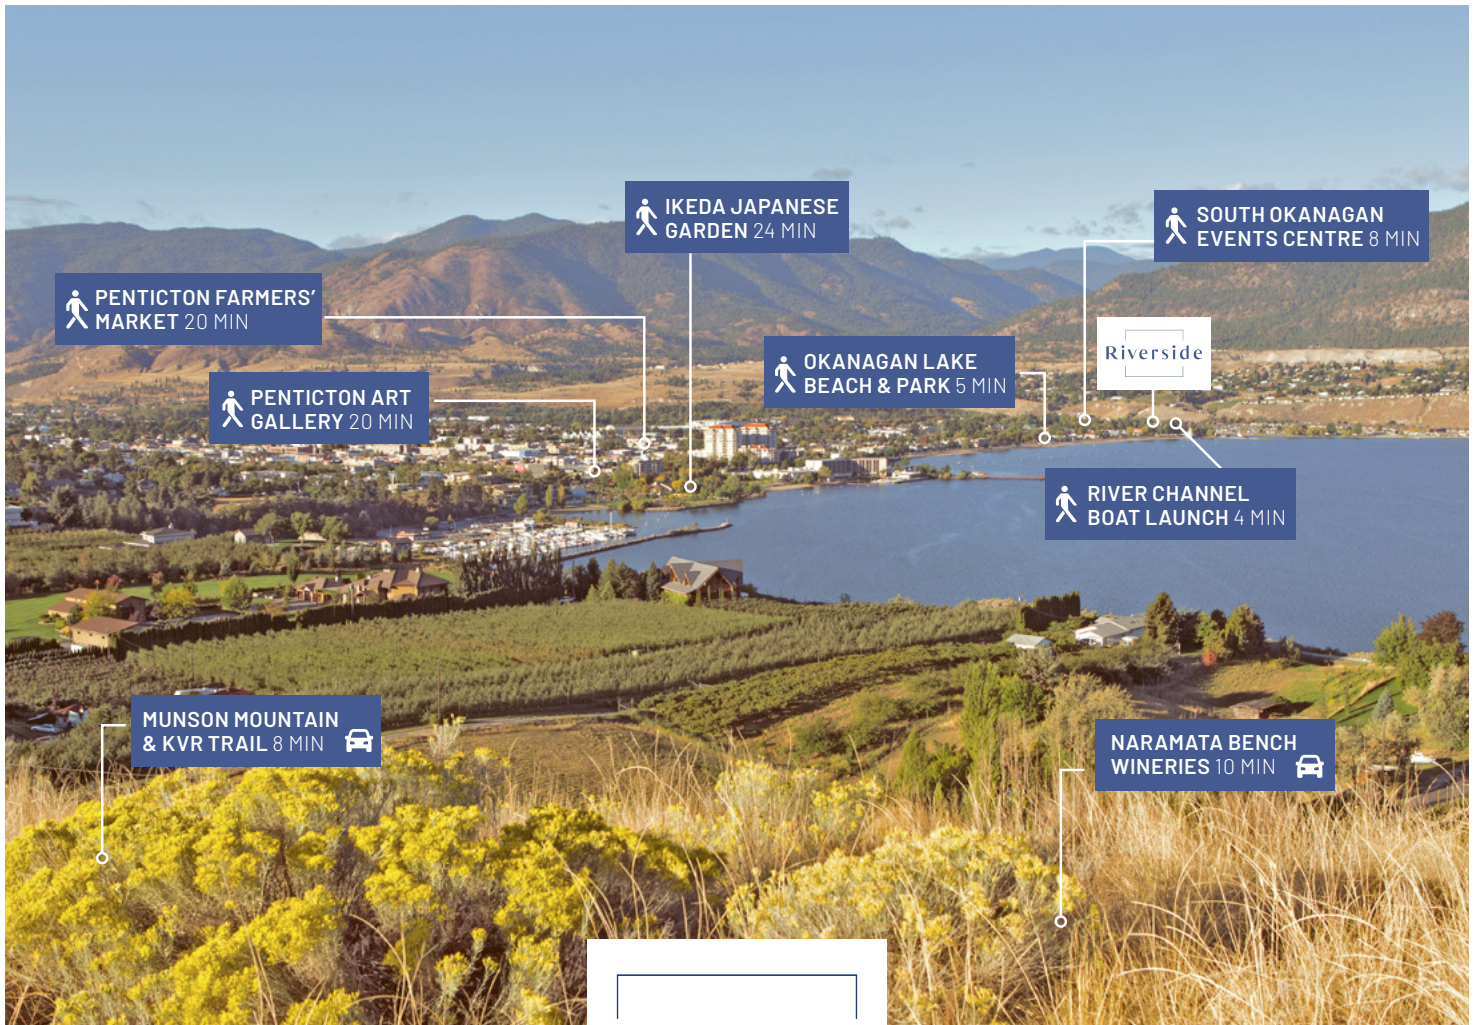 IKEDA JAPANESE
GARDEN 24 MIN
SOUTH OKANAGAN
EVENTS CENTRE 8 MIN
PENTICTON FARMERS’
MARKET 20 MIN
Riverside
OKANAGAN LAKE
BEACH & PARK 5 MIN
PENTICTON ART
GALLERY 20 MIN
RIVER CHANNEL
BOAT LAUNCH 4 MIN
MUNSON MOUNTAIN
& KVR TRAIL 8 MIN
NARAMATA BENCH
WINERIES 10 MIN